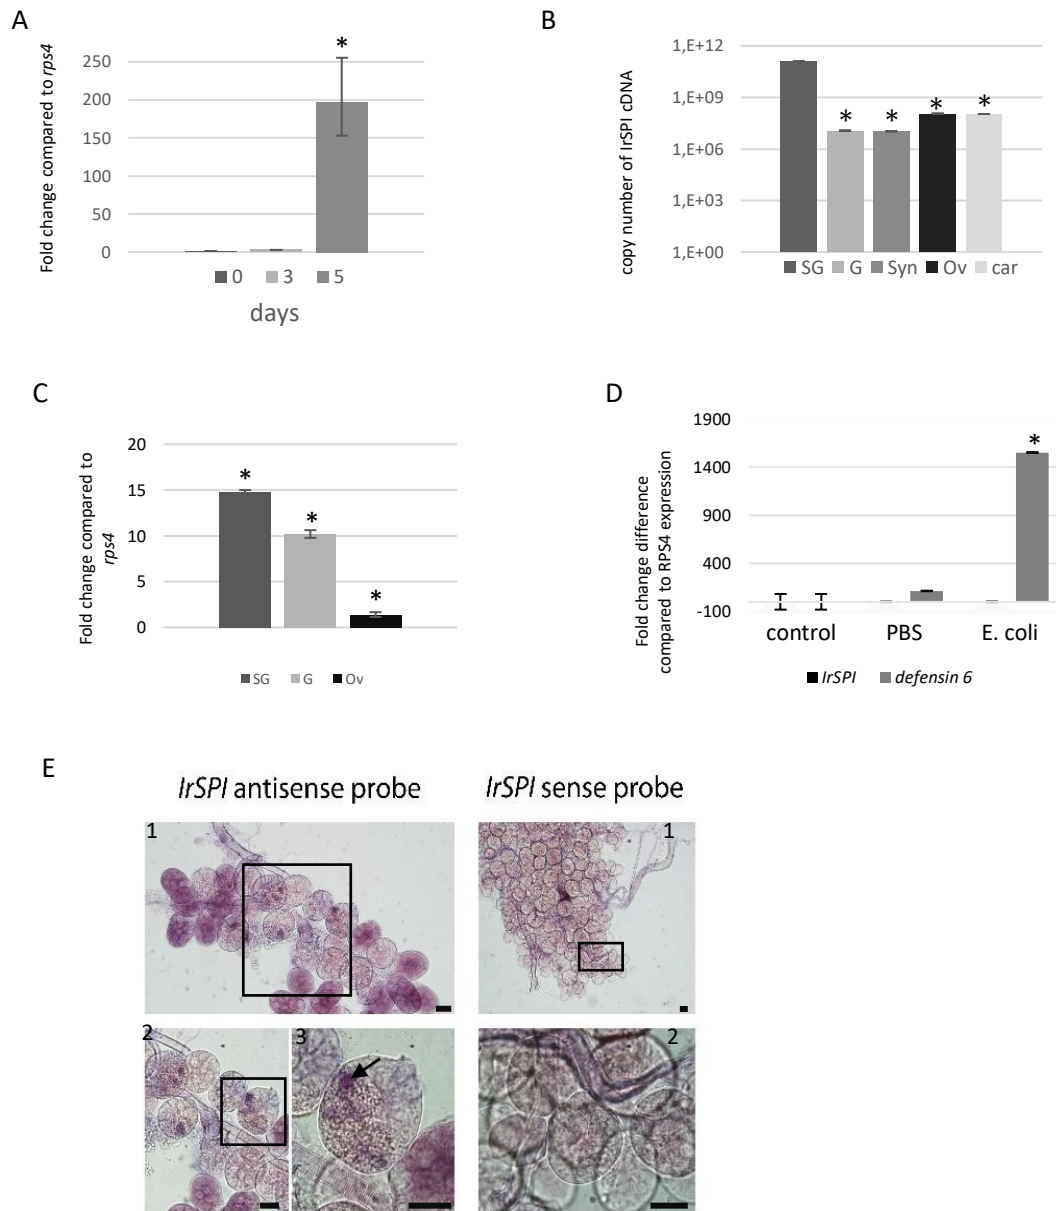 A
Fold change compared to rps4
250
200
150
100
50
0
*
0 3 5
days
B
copy number of IrSPI cDNA
1,E+12
1,E+09
1,E+06
1,E+03
1,E+00
* * * *
SG G Syn Ov car
C
Fold change compared to
rps4
20
15
10
5
0
* * *
SG G Ov
D
Fold change difference
compared to RPS4 expression
1900
1400
900
400
-100
*
control PBS E. coli
IrSPI defensin 6
E
IrSPI antisense probe
IrSPI sense probe
1
1
2
3
2